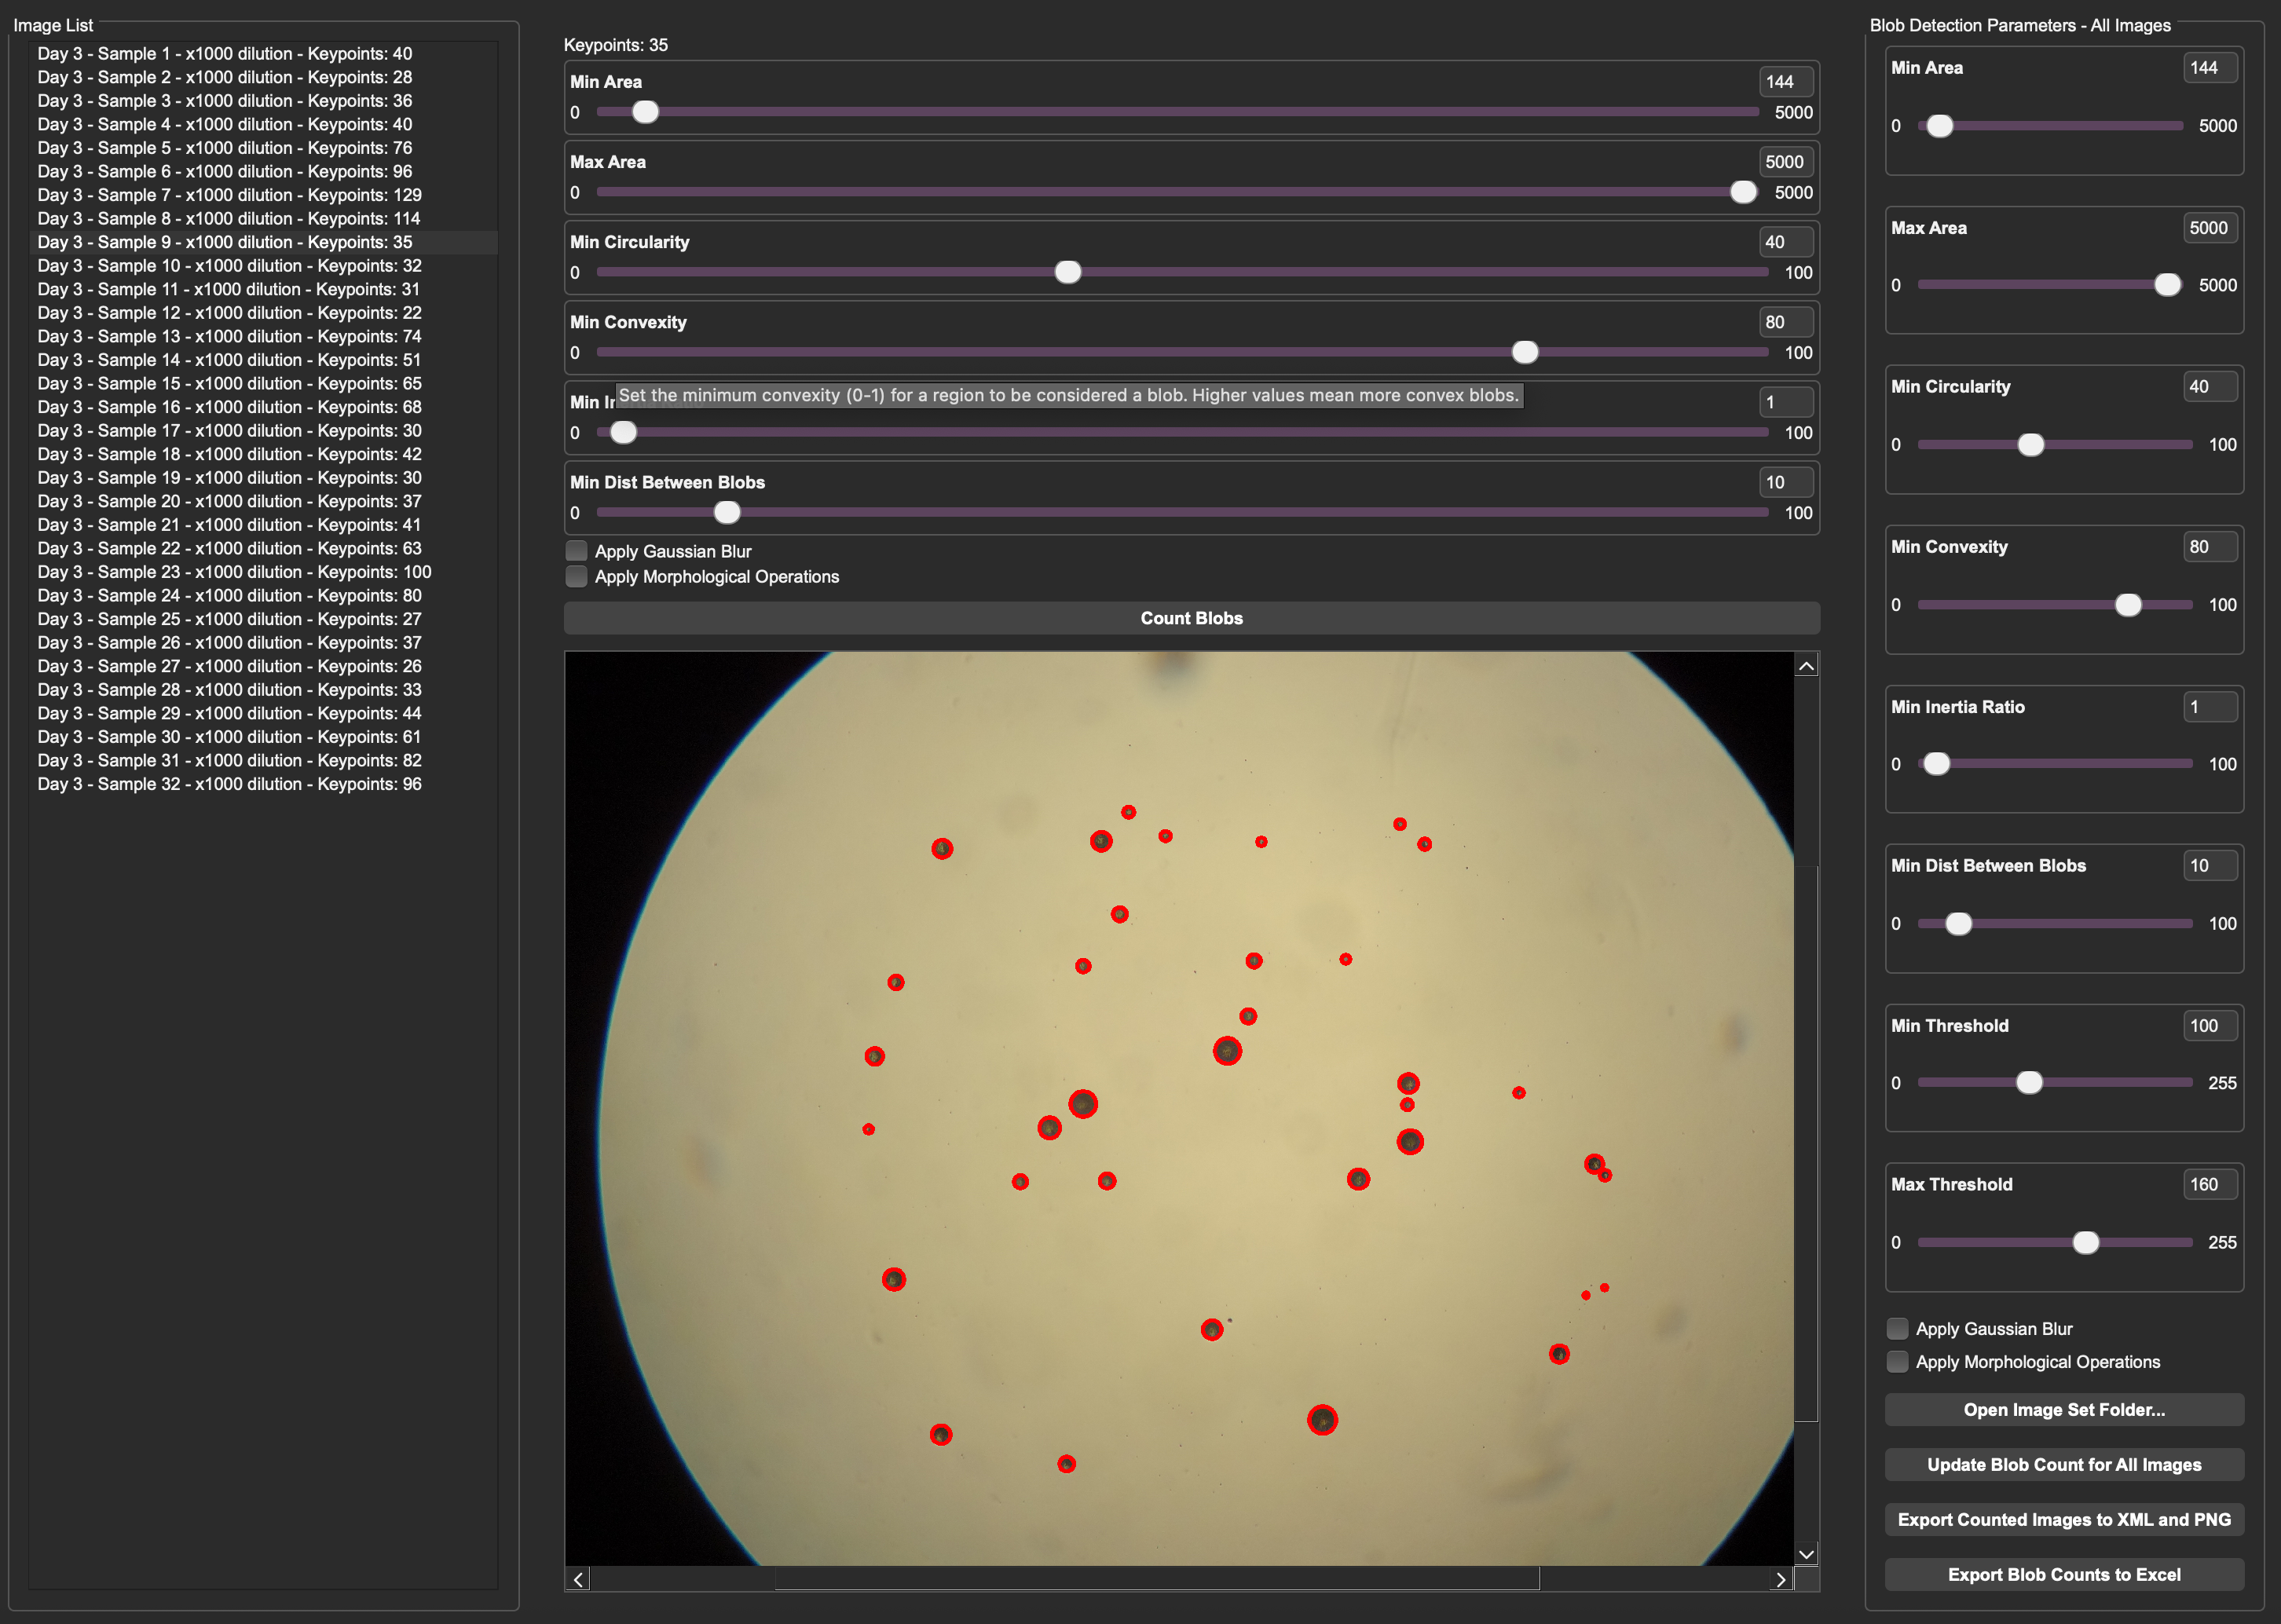 Image List
Day 3 - Sample 1 - x1000 dilution - Keypoints: 40
Day 3 - Sample 2 - x1000 dilution - Keypoints: 28
Day 3 - Sample 3 - x1000 dilution - Keypoints: 36
Day 3 - Sample 4 - x1000 dilution - Keypoints: 40
Day 3 - Sample 5 - x1000 dilution - Keypoints: 76
Day 3 - Sample 6 - x1000 dilution - Keypoints: 96
Day 3 - Sample 7 - x1000 dilution - Keypoints: 129
Day 3 - Sample 8 - x1000 dilution - Keypoints: 114
Day 3 - Sample 9 - x1000 dilution - Keypoints: 35
Day 3 - Sample 10 - x1000 dilution - Keypoints: 32
Day 3 - Sample 11 - x1000 dilution - Keypoints: 31
Day 3 - Sample 12 - x1000 dilution - Keypoints: 22
Day 3 - Sample 13 - x1000 dilution - Keypoints: 74
Day 3 - Sample 14 - x1000 dilution - Keypoints: 51
Day 3 - Sample 15 - x1000 dilution - Keypoints: 65
Day 3 - Sample 16 - x1000 dilution - Keypoints: 68
Day 3 - Sample 17 - x1000 dilution - Keypoints: 30
Day 3 - Sample 18 - x1000 dilution - Keypoints: 42
Day 3 - Sample 19 - x1000 dilution - Keypoints: 30
Day 3 - Sample 20 - x1000 dilution - Keypoints: 37
Day 3 - Sample 21 - x1000 dilution - Keypoints: 41
Day 3 - Sample 22 - x1000 dilution - Keypoints: 63
Day 3 - Sample 23 - x1000 dilution - Keypoints: 100
Day 3 - Sample 24 - x1000 dilution - Keypoints: 80
Day 3 - Sample 25 - x1000 dilution - Keypoints: 27
Day 3 - Sample 26 - x1000 dilution - Keypoints: 37
Day 3 - Sample 27 - x1000 dilution - Keypoints: 26
Day 3 - Sample 28 - x1000 dilution - Keypoints: 33
Day 3 - Sample 29 - x1000 dilution - Keypoints: 44
Day 3 - Sample 30 - x1000 dilution - Keypoints: 61
Day 3 - Sample 31 - x1000 dilution - Keypoints: 82
Day 3 - Sample 32 - x1000 dilution - Keypoints: 96
Keypoints: 35
Min Area 144
0 5000
Max Area 5000
0 5000
Min Circularity 40
0 100
Min Convexity 80
0 100
Set the minimum convexity (0-1) for a region to be considered a blob. Higher values mean more convex blobs.
Min 1
0 100
Min Dist Between Blobs 10
0 100
Apply Gaussian Blur
Apply Morphological Operations
Count Blobs
Blob Detection Parameters - All Images
Min Area 144
0 5000
Max Area 5000
0 5000
Min Circularity 40
0 100
Min Convexity 80
0 100
Min Inertia Ratio 1
0 100
Min Dist Between Blobs 10
0 100
Min Threshold 100
0 255
Max Threshold 160
0 255
Apply Gaussian Blur
Apply Morphological Operations
Open Image Set Folder...
Update Blob Count for All Images
Export Counted Images to XML and PNG
Export Blob Counts to Excel